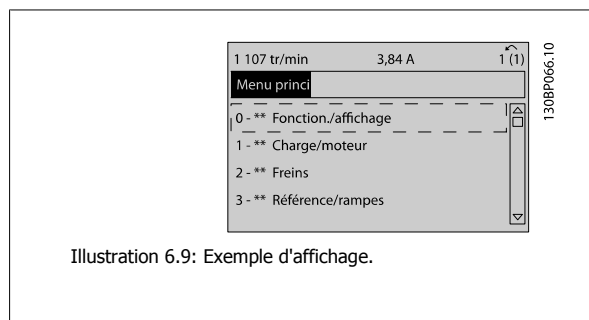 1 107 tr/min 3,84 A 1 (1)
Menu princi
0 - ** Fonction./affichage
1 - ** Charge/moteur
2 - ** Freins
3 - ** Référence/rampes
130BP066.10
Illustration 6.9: Exemple d'affichage.